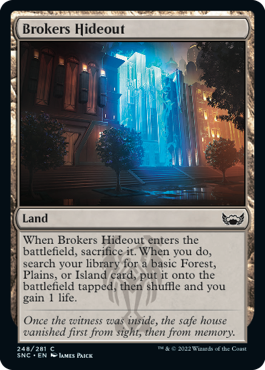 Brokers Hideout
Land
When Brokers Hideout enters the
battlefield, sacrifice it. When you do,
search your library for a basic Forest,
Plains, or Island card, put it onto the
battlefield tapped, then shuffle and you
gain 1 life.
Once the witness was inside, the safe house
vanished first from sight, then from memory.
248/281 C
SNC • EN James Paick
™ & © 2022 Wizards of the Coast